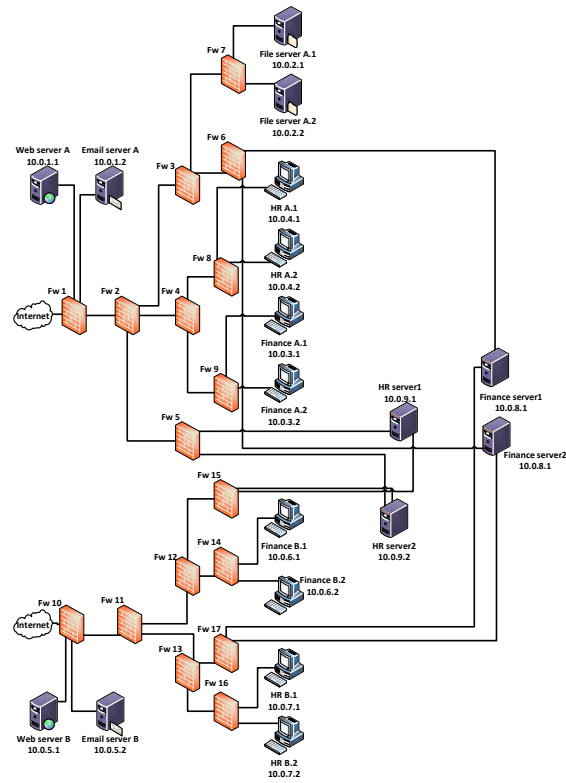 File server A.1
10.0.2.1
Fw 7
File server A.2
10.0.2.2
Fw 6
Web server A
10.0.1.1
Email server A
10.0.1.2
Fw 3
HR A.1
10.0.4.1
Fw 8
HR A.2
10.0.4.2
Fw 1
Fw 2
Fw 4
Internet
Finance A.1
10.0.3.1
Fw 9
Finance A.2
10.0.3.2
HR server1
10.0.9.1
Finance server1
10.0.8.1
Fw 5
Finance server2
10.0.8.1
Fw 15
HR server2
10.0.9.2
Fw 14
Finance B.1
10.0.6.1
Fw 12
Finance B.2
10.0.6.2
Fw 10
Fw 11
Internet
Fw 17
Fw 13
Fw 16
HR B.1
10.0.7.1
Web server B
10.0.5.1
Email server B
10.0.5.2
HR B.2
10.0.7.2